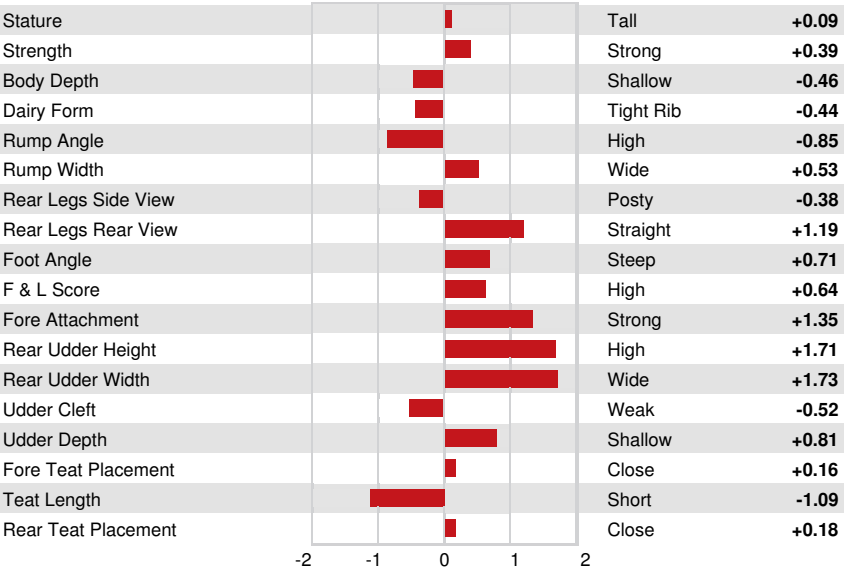 Stature Tall +0.09
Strength Strong +0.39
Body Depth Shallow -0.46
Dairy Form Tight Rib -0.44
Rump Angle High -0.85
Rump Width Wide +0.53
Rear Legs Side View Posty -0.38
Rear Legs Rear View Straight +1.19
Foot Angle Steep +0.71
F & L Score High +0.64
Fore Attachment Strong +1.35
Rear Udder Height High +1.71
Rear Udder Width Wide +1.73
Udder Cleft Weak -0.52
Udder Depth Shallow +0.81
Fore Teat Placement Close +0.16
Teat Length Short -1.09
Rear Teat Placement Close +0.18
-2 -1 0 1 2